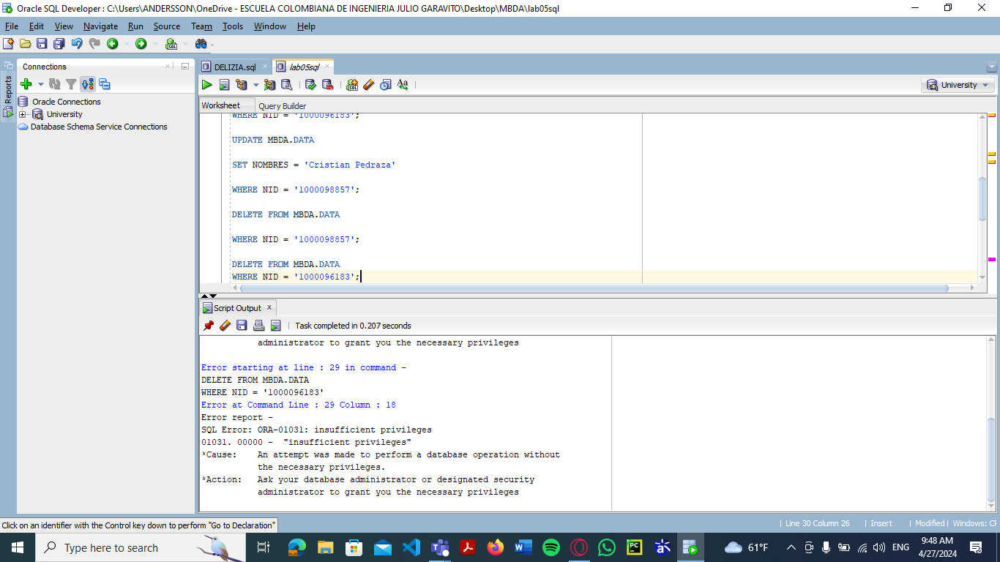 Oracle SQL Developer : C:\Users\ANDERSSON\OneDrive - ESCUELA COLOMBIANA DE INGENIERIA JULIO GARAVITO\Desktop\MBDA\lab05sql
File Edit View Navigate Run Source Team Tools Window Help
Connections
DELIZIA.sql
lab05sql
Reports
SQL
Aa
University
Oracle Connections
University
Database Schema Service Connections
Worksheet Query Builder
WHERE NID = '1000096183';
UPDATE MBDA.DATA
SET NOMBRES = 'Cristian Pedraza'
WHERE NID = '1000098857';
DELETE FROM MBDA.DATA
WHERE NID = '1000098857';
DELETE FROM MBDA.DATA
WHERE NID = '1000096183';
Script Output x
Task completed in 0.207 seconds
administrator to grant you the necessary privileges
Error starting at line : 29 in command -
DELETE FROM MBDA.DATA
WHERE NID = '1000096183'
Error at Command Line : 29 Column : 18
Error report -
SQL Error: ORA-01031: insufficient privileges
01031. 00000 -  "insufficient privileges"
*Cause:    An attempt was made to perform a database operation without
the necessary privileges.
*Action:   Ask your database administrator or designated security
administrator to grant you the necessary privileges
Click on an identifier with the Control key down to perform "Go to Declaration"
| Line 30 Column 26 | Insert | Modified | Windows: CF
Type here to search
61°F
ENG
9:48 AM
4/27/2024